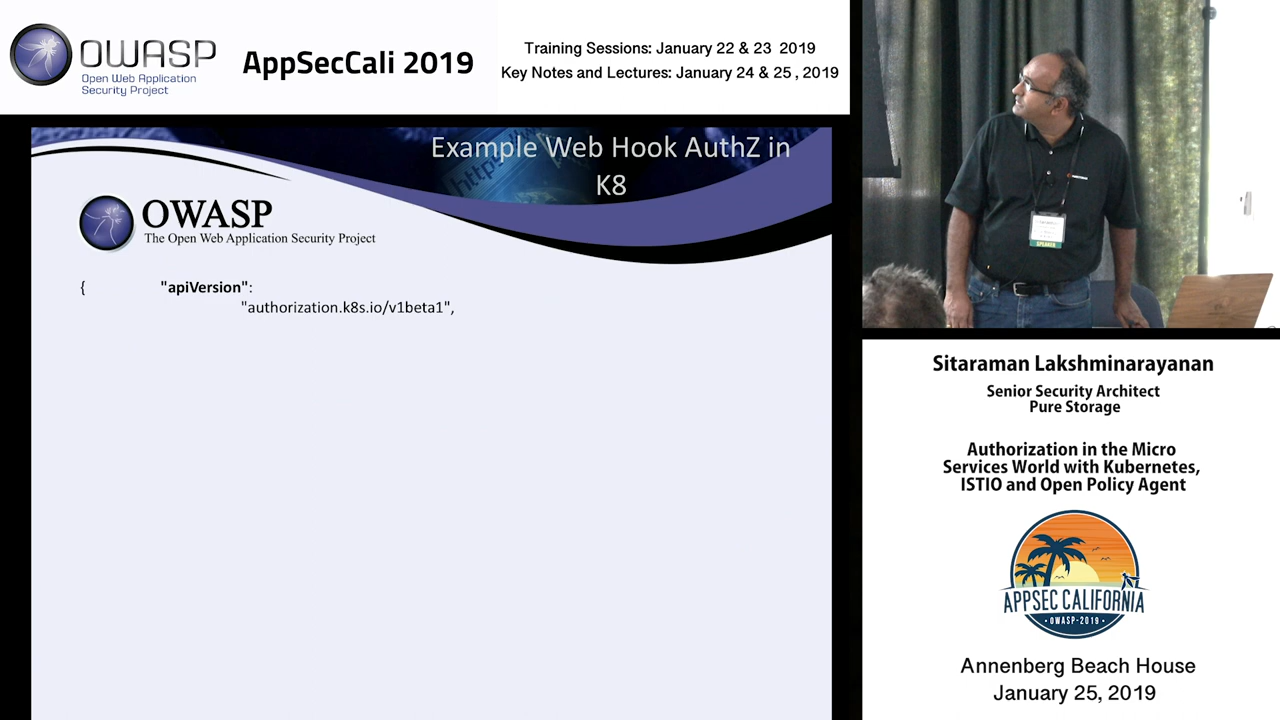 OWASP
Open Web Application
Security Project
AppSecCali 2019
Training Sessions: January 22 & 23 2019
Key Notes and Lectures: January 24 & 25, 2019
Example Web Hook AuthZ in
K8
OWASP
The Open Web Application Security Project
{ "apiVersion":
"authorization.k8s.io/v1beta1",
SPEAKER
Sitaraman Lakshminarayanan
Senior Security Architect
Pure Storage
Authorization in the Micro
Services World with Kubernetes,
ISTIO and Open Policy Agent
APPSEC CALIFORNIA
• OWASP-2019 •
Annenberg Beach House
January 25, 2019